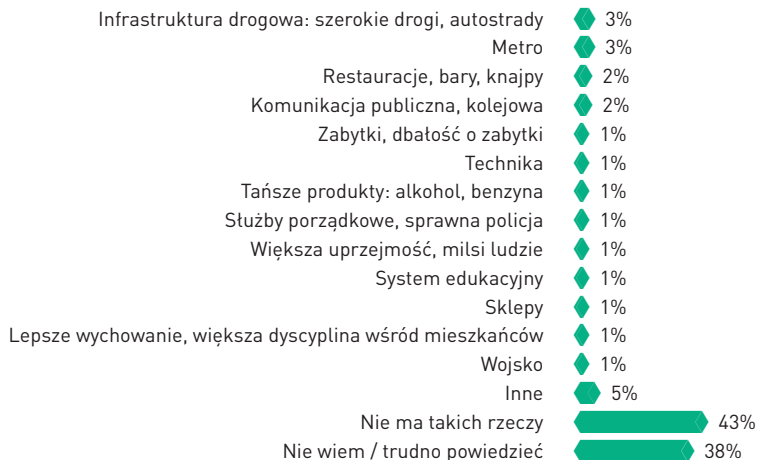 Infrastruktura drogowa: szerokie drogi, autostrady 3%
Metro 3%
Restauracje, bary, knajpy 2%
Komunikacja publiczna, kolejowa 2%
Zabytki, dbałość o zabytki 1%
Technika 1%
Tańsze produkty: alkohol, benzyna 1%
Służby porządkowe, sprawna policja 1%
Większa uprzejmość, milsi ludzie 1%
System edukacyjny 1%
Sklepy 1%
Lepsze wychowanie, większa dyscyplina wśród mieszkańców 1%
Wojsko 1%
Inne 5%
Nie ma takich rzeczy 43%
Nie wiem / trudno powiedzieć 38%